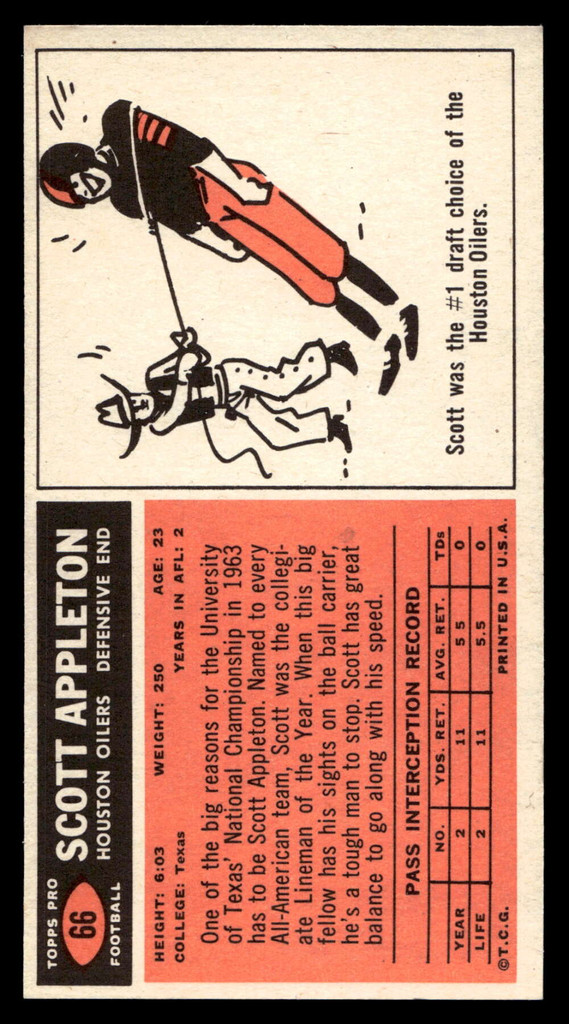 TOPPS PRO
66
FOOTBALL
SCOTT APPLETON
HOUSTON OILERS DEFENSIVE END
HEIGHT: 6:03 WEIGHT: 250 AGE: 23
COLLEGE: Texas YEARS IN AFL: 2
One of the big reasons for the University
of Texas' National Championship in 1963
has to be Scott Appleton. Named to every
All-American team, Scott was the collegi-
ate Lineman of the Year. When this big
fellow has his sights on the ball carrier,
he's a tough man to stop. Scott has great
balance to go along with his speed.
PASS INTERCEPTION RECORD
NO. YDS. RET. AVG. RET. TDS
YEAR 2 11 5 5 0
LIFE 2 11 5.5 0
©T.C.G. PRINTED IN U.S.A.
Scott was the #1 draft choice of the
Houston Oilers.